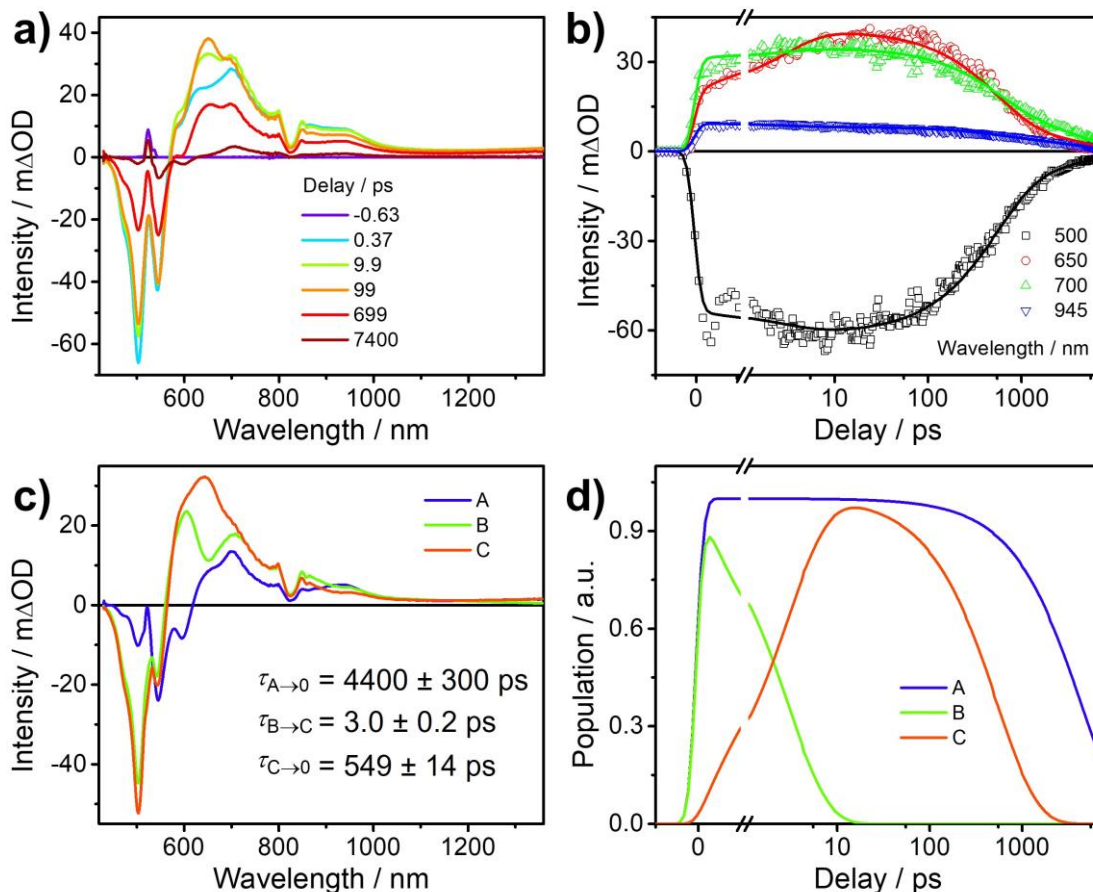 a)
Intensity / m∆OD
40
20
0
-20
-40
-60
Delay / ps
-0.63
0.37
9.9
99
699
7400
600 800 1000 1200
Wavelength / nm
b)
Intensity / m∆OD
30
0
-30
-60
500
650
700
945
Wavelength / nm
0 10 100 1000
Delay / ps
c)
Intensity / m∆OD
20
0
-20
-40
A
B
C
τA→0 = 4400 ± 300 ps
τB→C = 3.0 ± 0.2 ps
τC→0 = 549 ± 14 ps
600 800 1000 1200
Wavelength / nm
d)
Population / a.u.
0.9
0.6
0.3
0.0
A
B
C
0 10 100 1000
Delay / ps